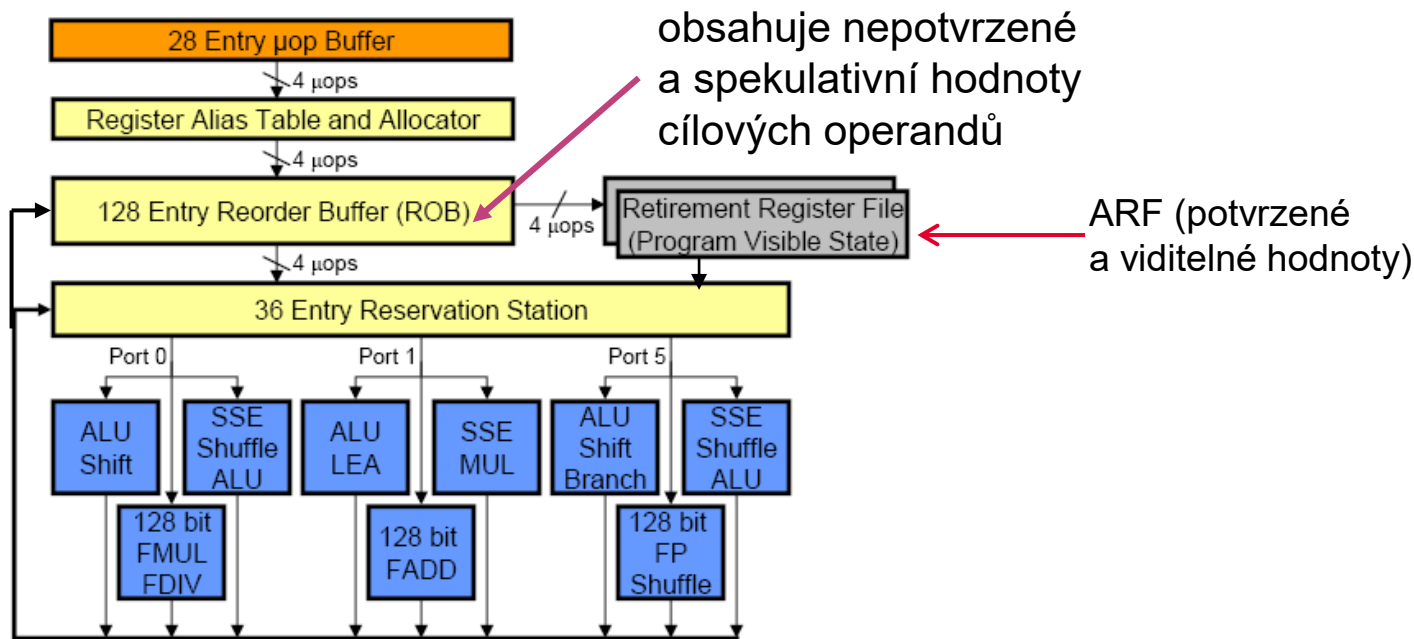 28 Entry µop Buffer
obsahuje nepotvrzené
a spekulativní hodnoty
cílových operandů
4 µops
Register Alias Table and Allocator
4 µops
128 Entry Reorder Buffer (ROB)
4 µops
Retirement Register File
(Program Visible State)
ARF (potvrzené
a viditelné hodnoty)
4 µops
36 Entry Reservation Station
Port 0
Port 1
Port 5
ALU
Shift
SSE
Shuffle
ALU
ALU
LEA
SSE
MUL
ALU
Shift
Branch
SSE
Shuffle
ALU
128 bit
FMUL
FDIV
128 bit
FADD
128 bit
FP
Shuffle